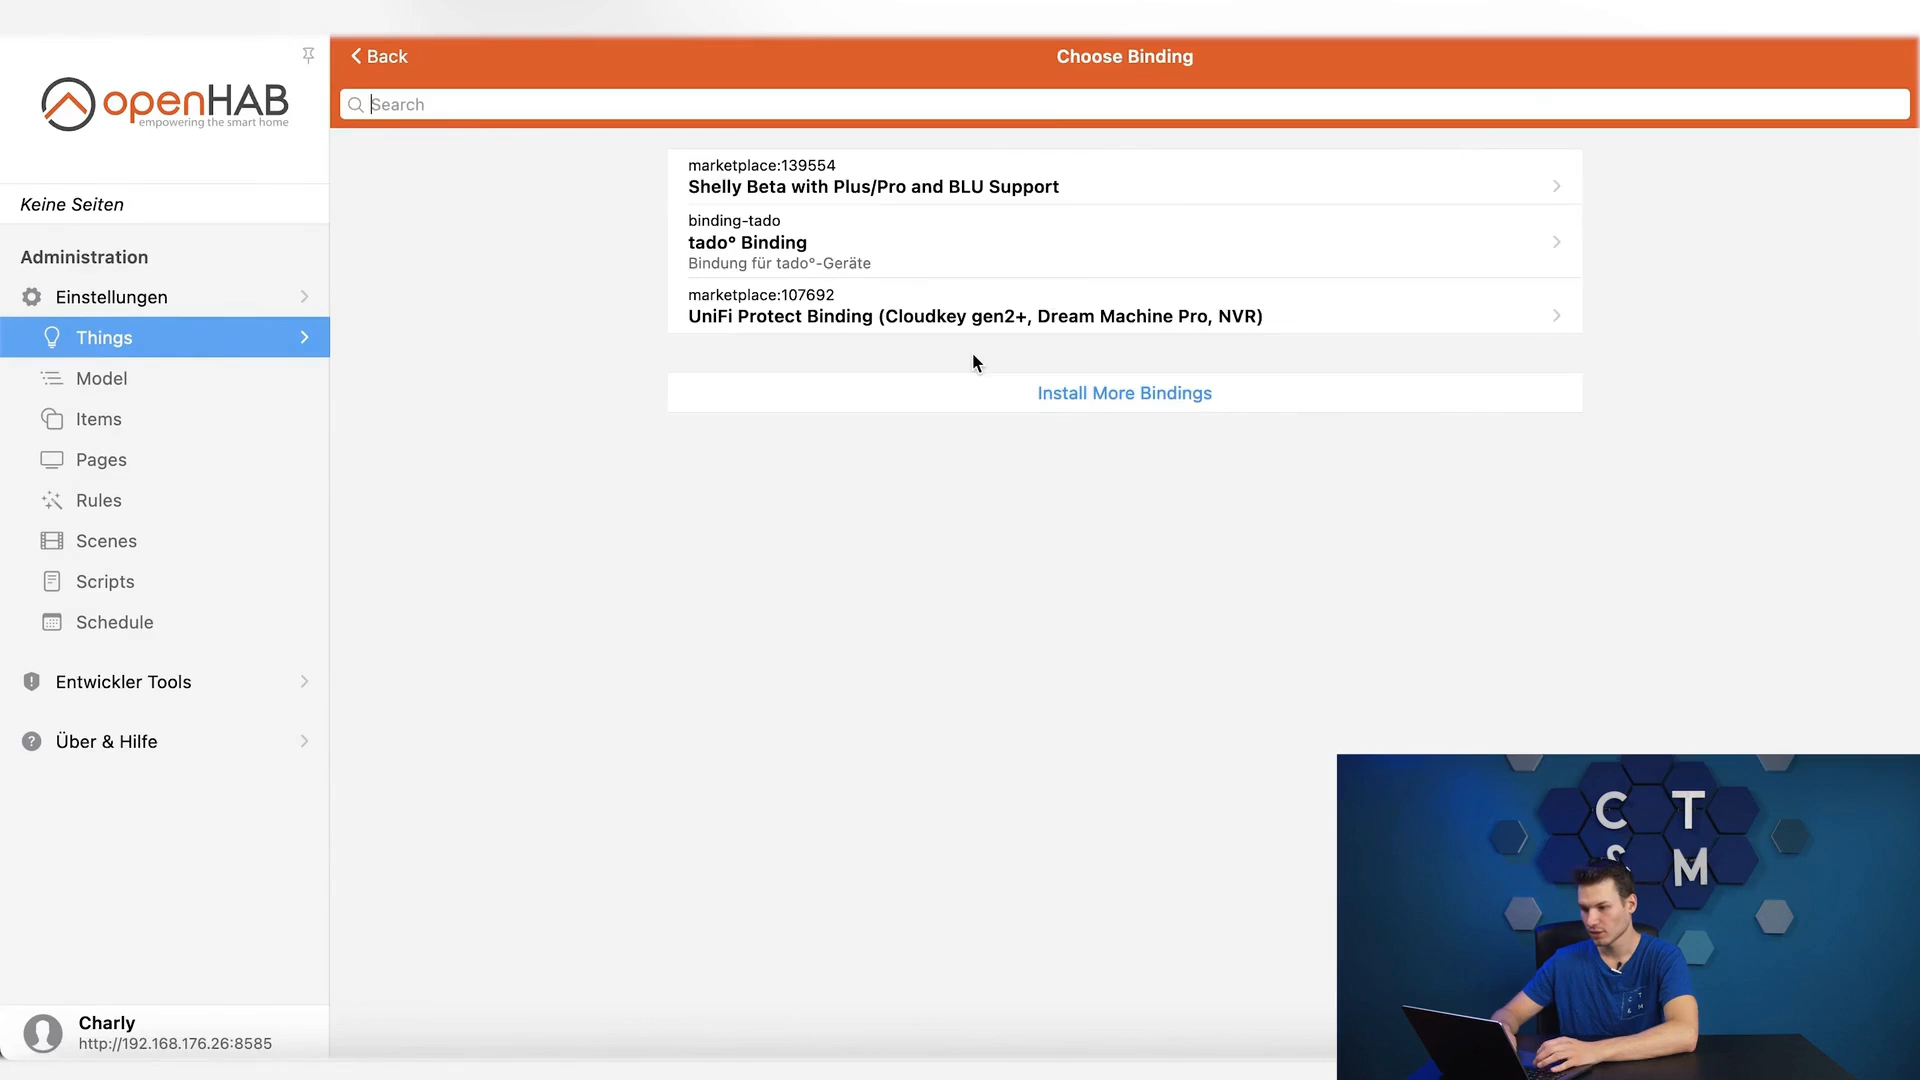 openHAB
empowering the smart home
Keine Seiten
Administration
Einstellungen
Things
Model
Items
Pages
Rules
Scenes
Scripts
Schedule
Entwickler Tools
Über & Hilfe
Charly
http://192.168.176.26:8585
Back
Choose Binding
Search
marketplace:139554
Shelly Beta with Plus/Pro and BLU Support
binding-tado
tado° Binding
Bindung für tado°-Geräte
marketplace:107692
UniFi Protect Binding (Cloudkey gen2+, Dream Machine Pro, NVR)
Install More Bindings
C T
& M
C T
& M